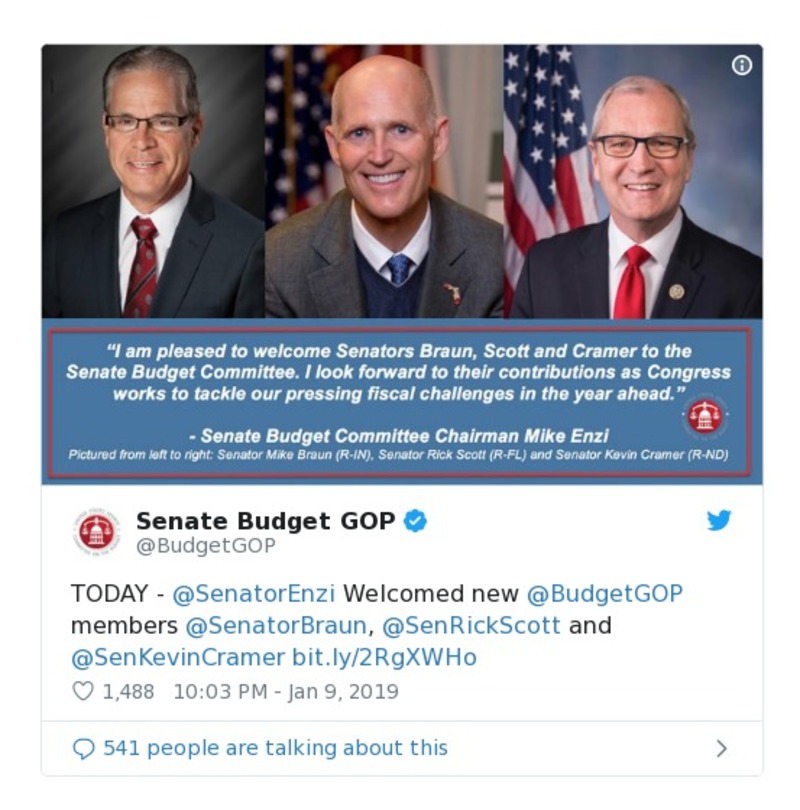 “I am pleased to welcome Senators Braun, Scott and Cramer to the
Senate Budget Committee. I look forward to their contributions as Congress
works to tackle our pressing fiscal challenges in the year ahead.”
- Senate Budget Committee Chairman Mike Enzi
Pictured from left to right: Senator Mike Braun (R-IN), Senator Rick Scott (R-FL) and Senator Kevin Cramer (R-ND)
Senate Budget GOP
@BudgetGOP
TODAY - @SenatorEnzi Welcomed new @BudgetGOP
members @SenatorBraun, @SenRickScott and
@SenKevinCramer bit.ly/2RgXWHo
1,488 10:03 PM - Jan 9, 2019
541 people are talking about this